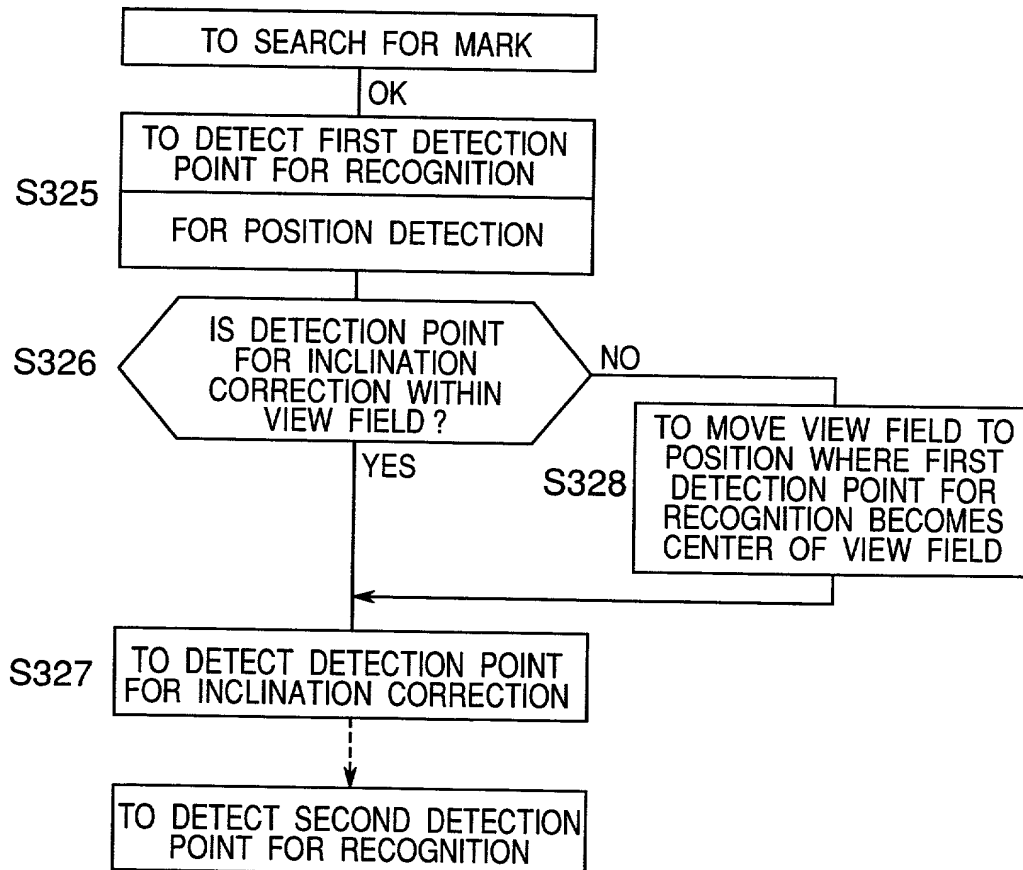 TO SEARCH FOR MARK
OK
TO DETECT FIRST DETECTION
POINT FOR RECOGNITION
S325
FOR POSITION DETECTION
S326
IS DETECTION POINT
FOR INCLINATION
CORRECTION WITHIN
VIEW FIELD?
NO
YES
S328
TO MOVE VIEW FIELD TO
POSITION WHERE FIRST
DETECTION POINT FOR
RECOGNITION BECOMES
CENTER OF VIEW FIELD
S327
TO DETECT DETECTION POINT
FOR INCLINATION CORRECTION
TO DETECT SECOND DETECTION
POINT FOR RECOGNITION